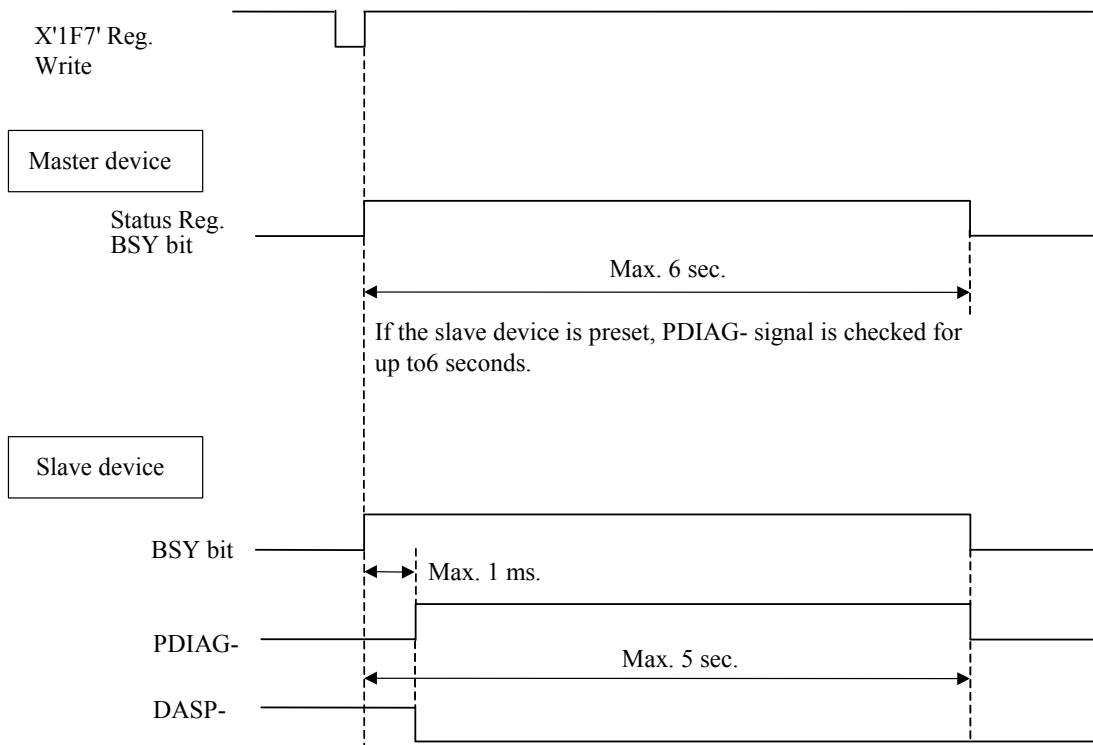 X'1F7' Reg.
Write
Master device
Status Reg.
BSY bit
Max. 6 sec.
If the slave device is preset, PDIAG- signal is checked for
up to6 seconds.
Slave device
BSY bit
Max. 1 ms.
PDIAG-
Max. 5 sec.
DASP-